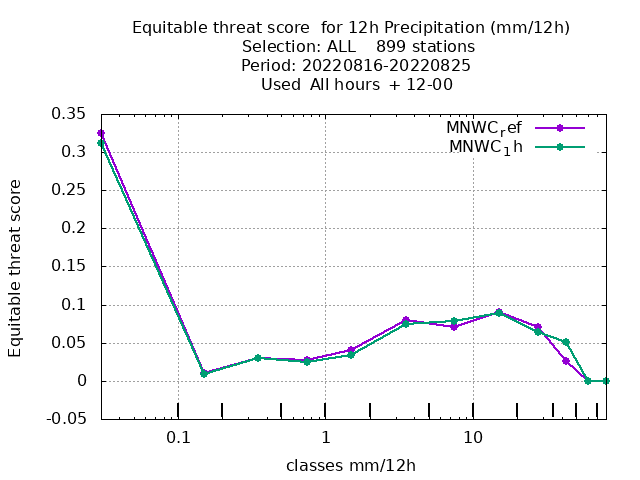 Equitable threat score  for 12h Precipitation (mm/12h)
Selection: ALL    899 stations
Period: 20220816-20220825
Used  All hours  + 12-00
MNWC_ref
MNWC_1h
Equitable threat score
0.35
0.3
0.25
0.2
0.15
0.1
0.05
0
-0.05
0.1 1 10
classes mm/12h